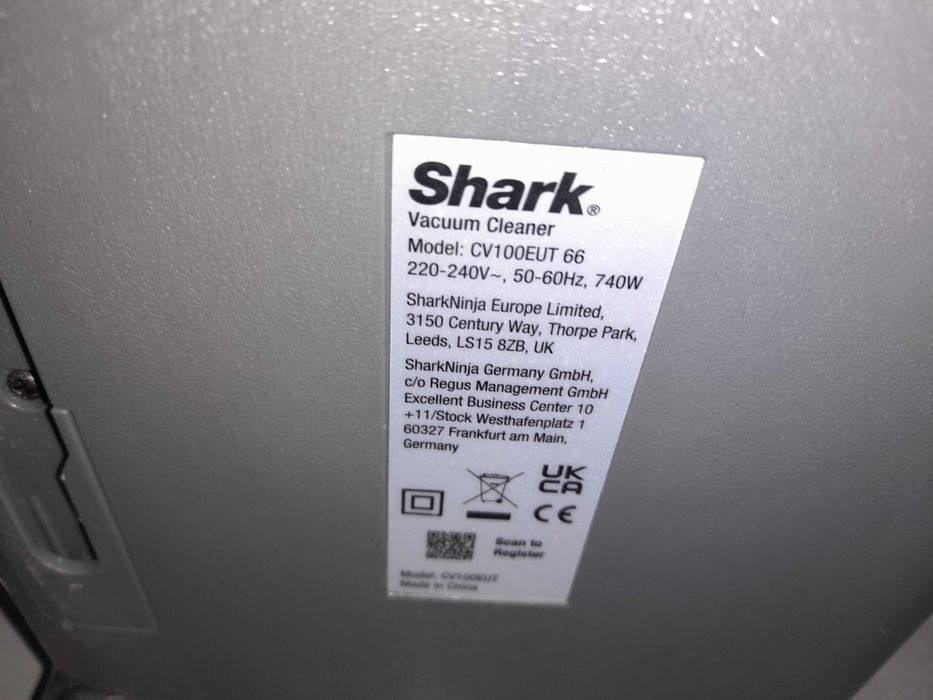 Shark®
Vacuum Cleaner
Model: CV100EUT 66
220-240V~, 50-60Hz, 740W
SharkNinja Europe Limited,
3150 Century Way, Thorpe Park,
Leeds, LS15 8ZB, UK
SharkNinja Germany GmbH,
c/o Regus Management GmbH
Excellent Business Center 10
+11/Stock Westhafenplatz 1
60327 Frankfurt am Main,
Germany
UK
CA
CE
Scan to
Register
Model: CV100EUT
Made in China